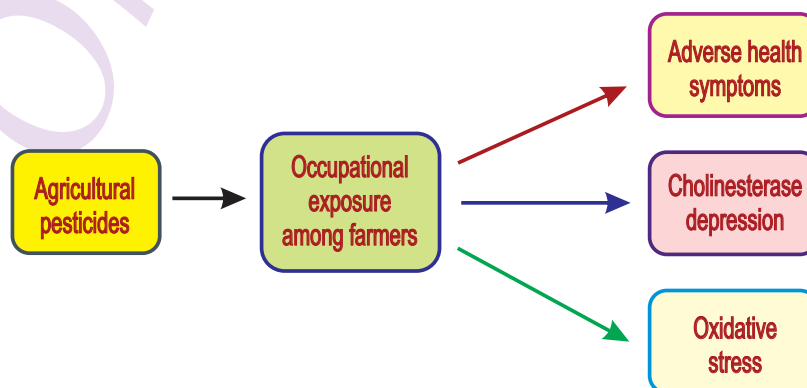 Agricultural
pesticides
Occupational
exposure
among farmers
Adverse health
symptoms
Cholinesterase
depression
Oxidative
stress